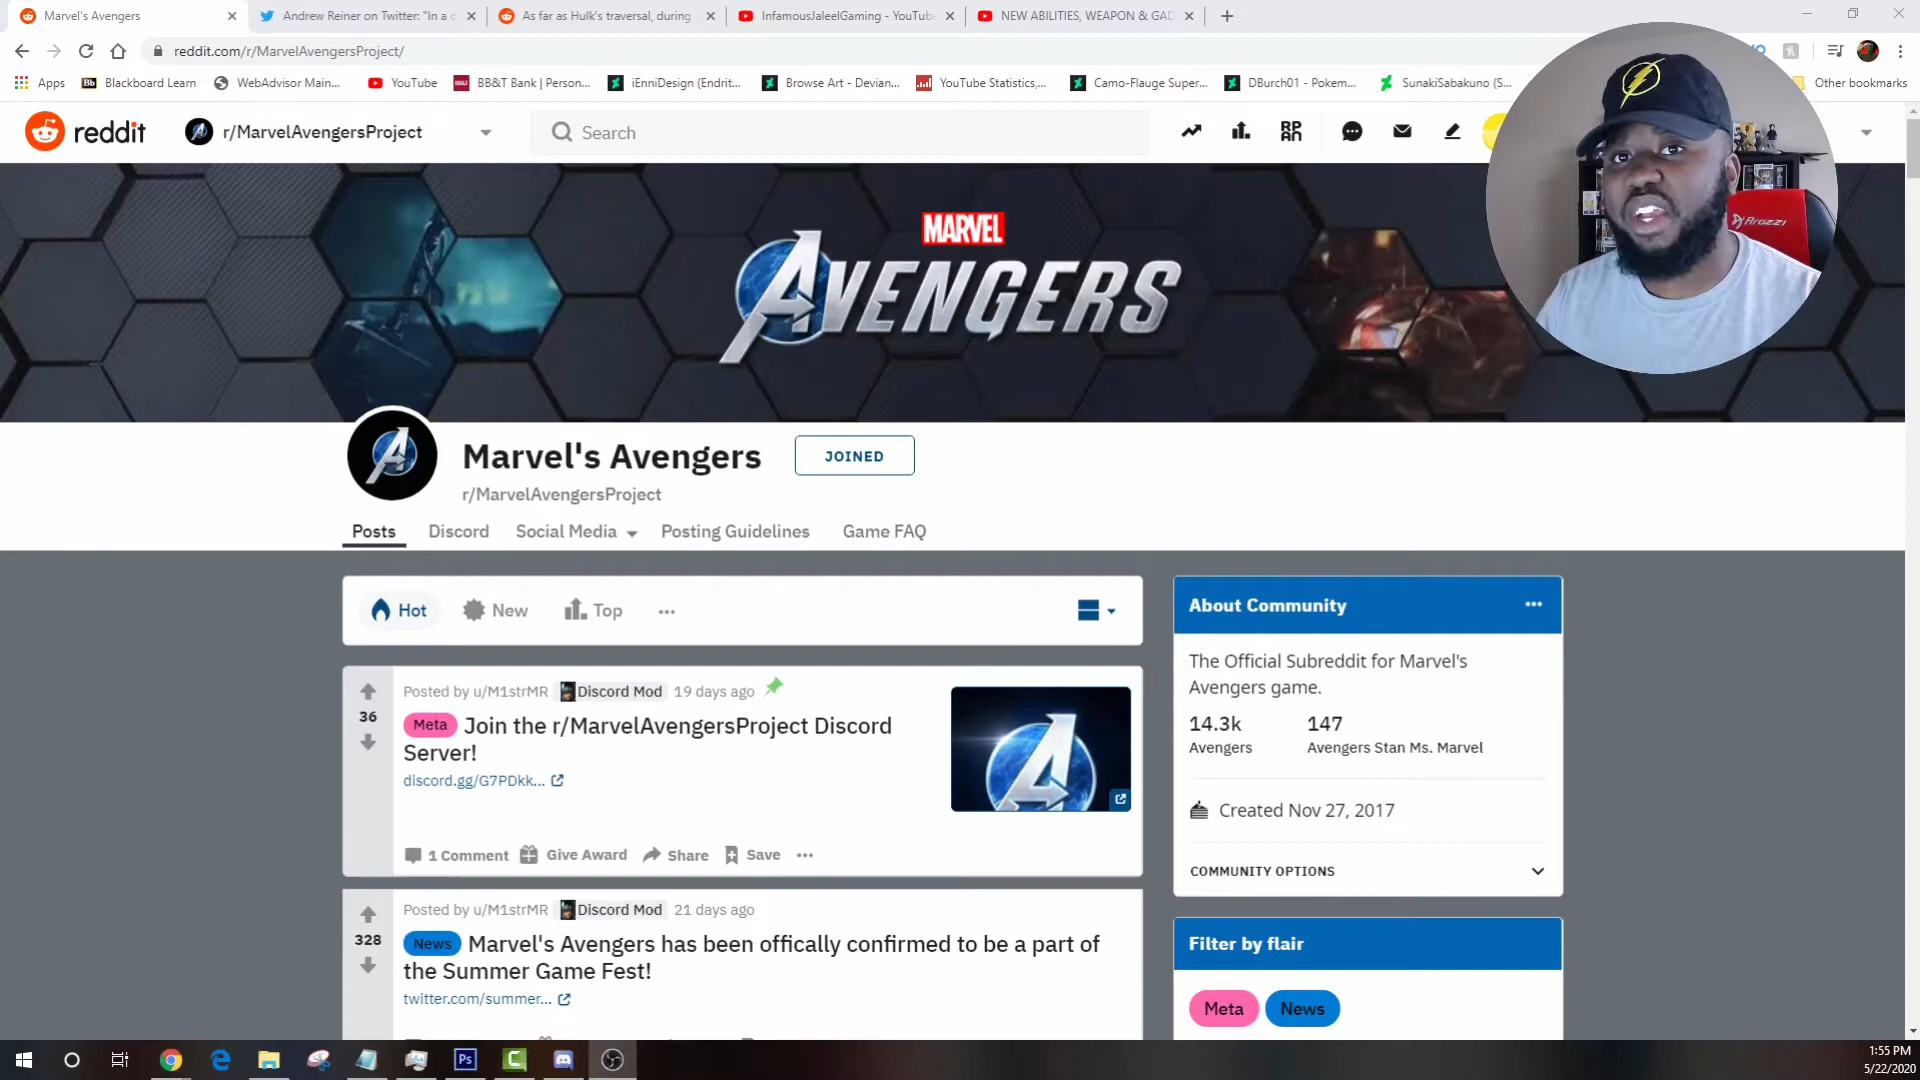 Marvel's Avengers
Andrew Reiner on Twitter: "In a d
As far as Hulk's traversal, during
InfamousJaleelGaming - YouTube
NEW ABILITIES, WEAPON & GAD
reddit.com/r/MarvelAvengersProject/
Apps
Bb Blackboard Learn
WebAdvisor Main...
YouTube
BB&T Bank | Person...
iEnniDesign (Endrit...
Browse Art - Devian...
YouTube Statistics,...
Camo-Flauge Super...
DBurch01 - Pokem...
SunakiSabakuno (S...
Other bookmarks
reddit
r/MarvelAvengersProject
Search
RPAN
Arozzi
MARVEL
AVENGERS
Marvel's Avengers
JOINED
r/MarvelAvengersProject
Posts
Discord
Social Media
Posting Guidelines
Game FAQ
Hot
New
Top
36
Posted by u/M1strMR Discord Mod 19 days ago
Meta Join the r/MarvelAvengersProject Discord
Server!
discord.gg/G7PDkk...
1 Comment
Give Award
Share
Save
328
Posted by u/M1strMR Discord Mod 21 days ago
News Marvel's Avengers has been offically confirmed to be a part of
the Summer Game Fest!
twitter.com/summer...
About Community
The Official Subreddit for Marvel's
Avengers game.
14.3k
147
Avengers
Avengers Stan Ms. Marvel
Created Nov 27, 2017
COMMUNITY OPTIONS
Filter by flair
Meta
News
Ps
C
1:55 PM
5/22/2020